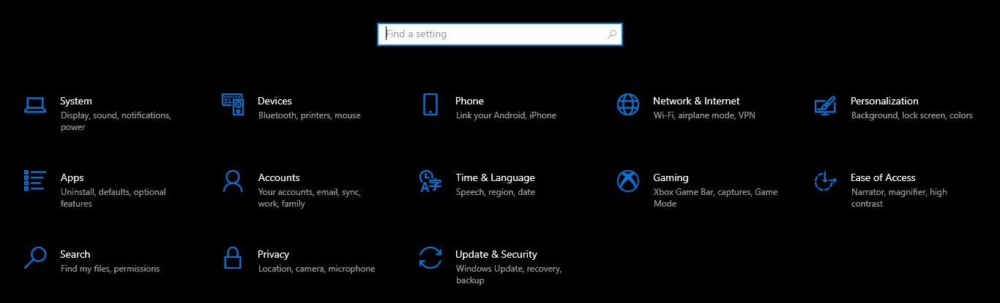 Find a setting
System
Display, sound, notifications,
power
Devices
Bluetooth, printers, mouse
Phone
Link your Android, iPhone
Network & Internet
Wi-Fi, airplane mode, VPN
Personalization
Background, lock screen, colors
Apps
Uninstall, defaults, optional
features
Accounts
Your accounts, email, sync,
work, family
Time & Language
Speech, region, date
Gaming
Xbox Game Bar, captures, Game
Mode
Ease of Access
Narrator, magnifier, high
contrast
Search
Find my files, permissions
Privacy
Location, camera, microphone
Update & Security
Windows Update, recovery,
backup